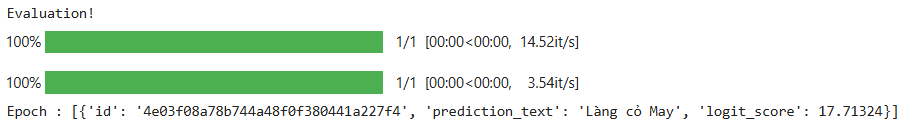 Evaluation!
100% 1/1 [00:00<00:00, 14.52it/s]
100% 1/1 [00:00<00:00, 3.54it/s]
Epoch : [{'id': '4e03f08a78b744a48f0f380441a227f4', 'prediction_text': 'Làng cỏ May', 'logit_score': 17.71324}]